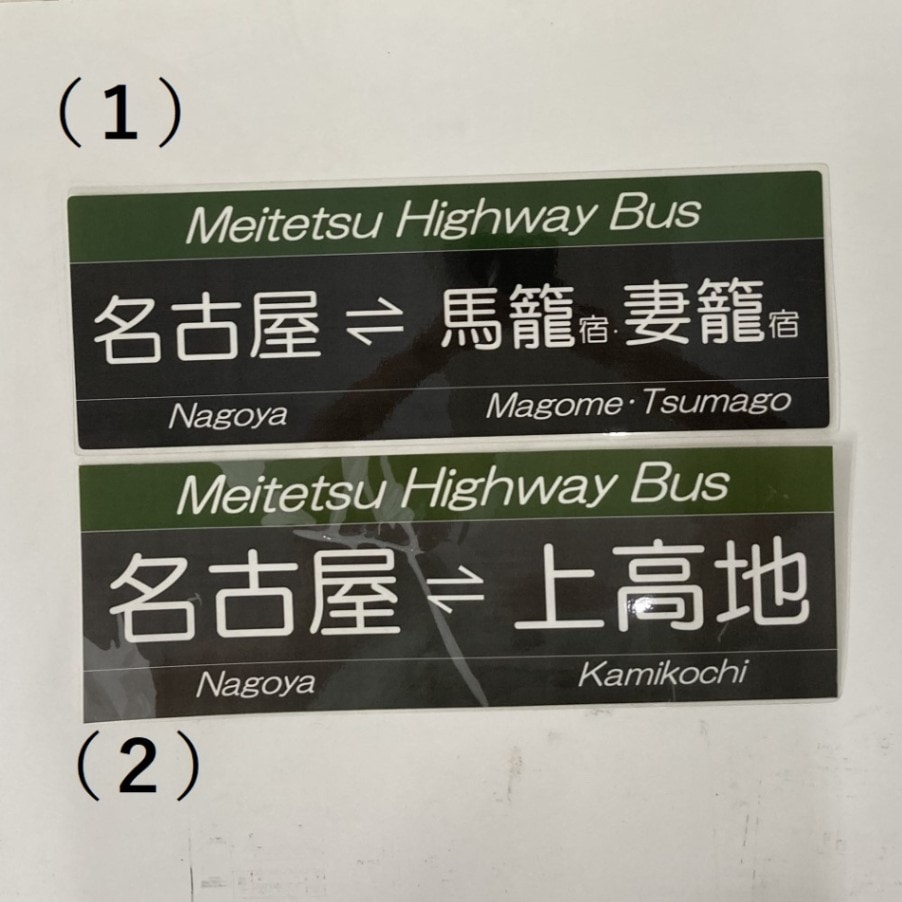 （1）
Meitetsu Highway Bus
名古屋 ⇌ 馬籠宿・妻籠宿
Nagoya Magome・Tsumago
Meitetsu Highway Bus
名古屋 ⇌ 上高地
Nagoya Kamikochi
（2）